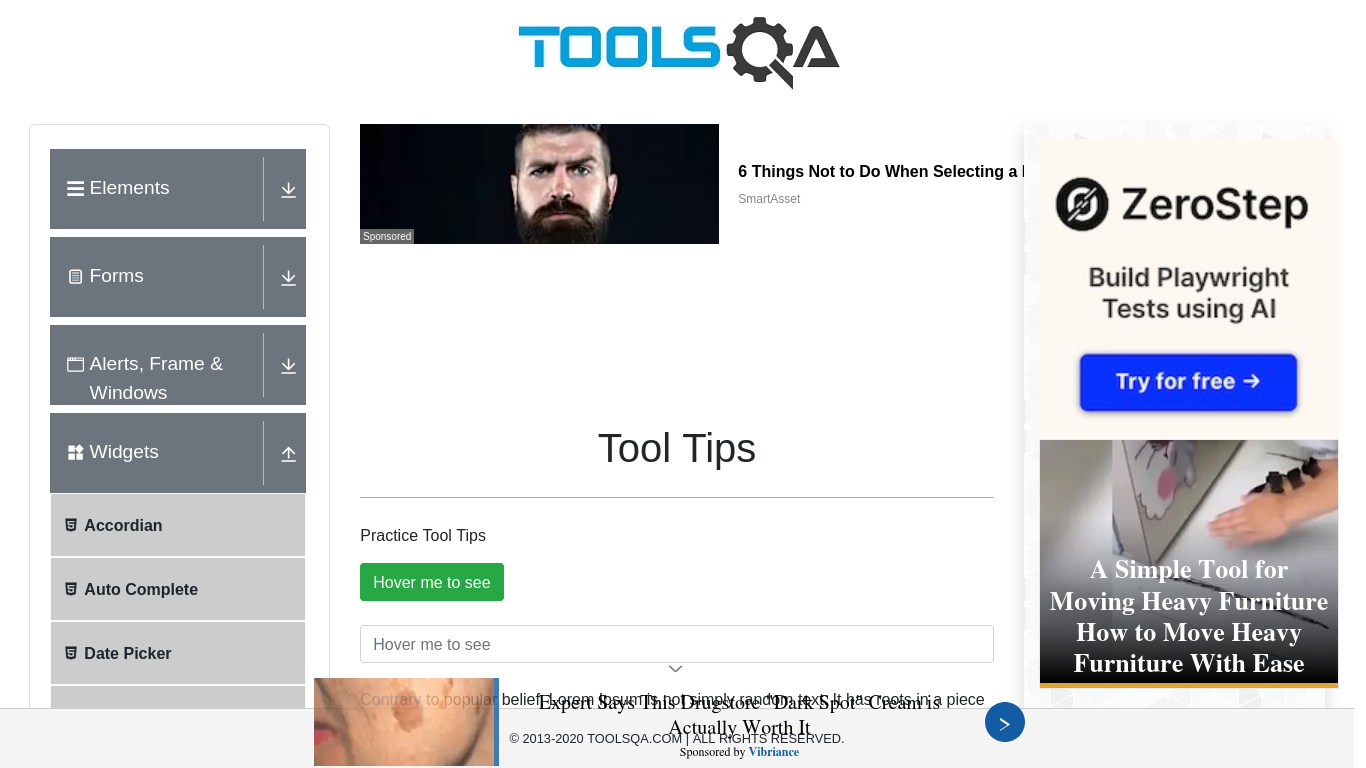 TOOLSQA
Elements
Forms
Alerts, Frame &
Windows
Widgets
Accordian
Auto Complete
Date Picker
Sponsored
6 Things Not to Do When Selecting a
SmartAsset
Tool Tips
Practice Tool Tips
Hover me to see
Hover me to see
Contrary to popular belief, Lorem Ipsum is not simply random text. It has roots in a piece
Expert Says This Drugstore "Dark Spot" Cream is
Actually Worth It
Sponsored by Vibriance
© 2013-2020 TOOLSQA.COM | ALL RIGHTS RESERVED.
ZeroStep
Build Playwright
Tests using AI
Try for free →
A Simple Tool for
Moving Heavy Furniture
How to Move Heavy
Furniture With Ease